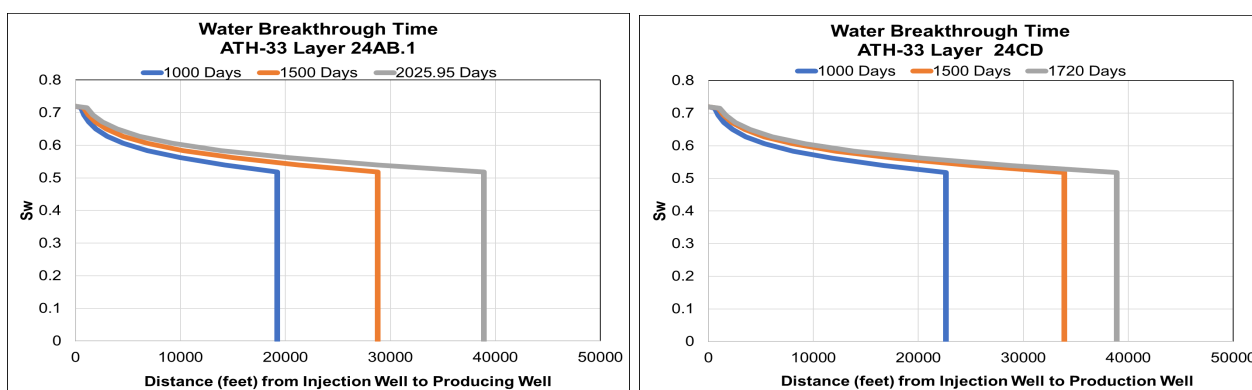 Water Breakthrough Time
ATH-33 Layer 24AB.1
1000 Days 1500 Days 2025.95 Days
0.8
0.7
0.6
0.5
0.4
0.3
0.2
0.1
0
Sw
0 10000 20000 30000 40000 50000
Distance (feet) from Injection Well to Producing Well
Water Breakthrough Time
ATH-33 Layer 24CD
1000 Days 1500 Days 1720 Days
0.8
0.7
0.6
0.5
0.4
0.3
0.2
0.1
0
Sw
0 10000 20000 30000 40000 50000
Distance (feet) from Injection Well to Production Well